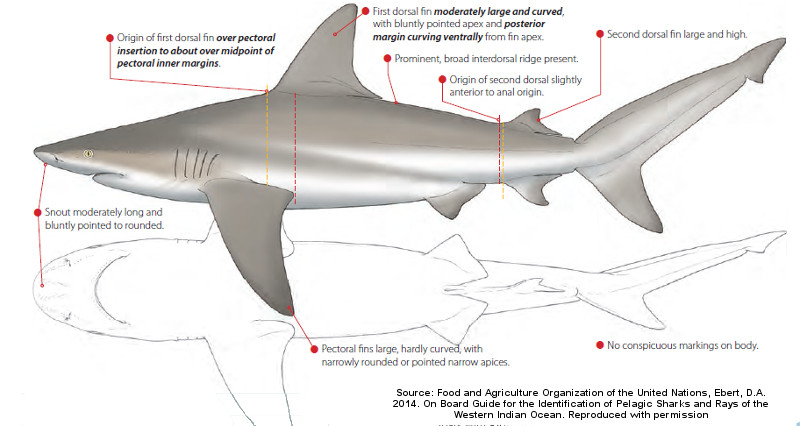 First dorsal fin moderately large and curved,
with bluntly pointed apex and posterior
margin curving ventrally from fin apex.
Origin of first dorsal fin over pectoral
insertion to about over midpoint of
pectoral inner margins.
Second dorsal fin large and high.
Prominent, broad interdorsal ridge present.
Origin of second dorsal slightly
anterior to anal origin.
Snout moderately long and
bluntly pointed to rounded.
Pectoral fins large, hardly curved, with
narrowly rounded or pointed narrow apices.
No conspicuous markings on body.
Source: Food and Agriculture Organization of the United Nations, Ebert, D.A.
2014. On Board Guide for the Identification of Pelagic Sharks and Rays of the
Western Indian Ocean. Reproduced with permission